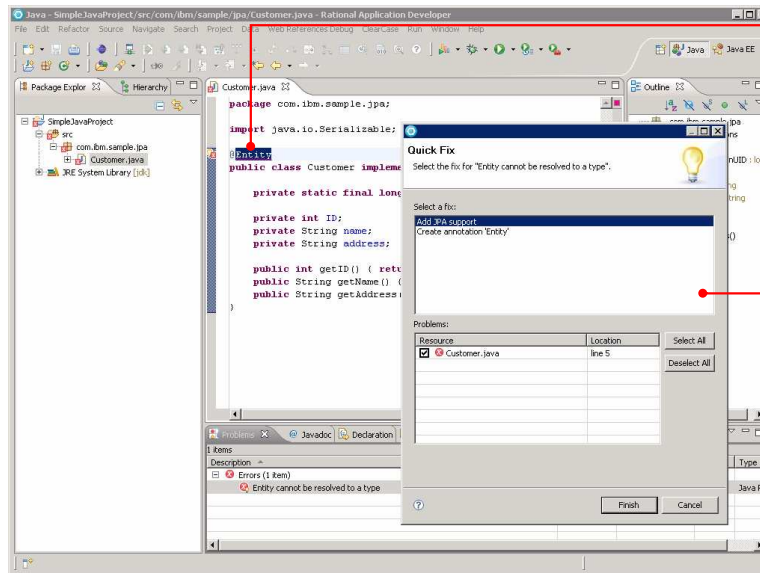 Java - SimpleJavaProject/src/com/ibm/sample/jpa/Customer.java - Rational Application Developer
File Edit Refactor Source Navigate Search Project Data Web References Debug ClearCase Run Window Help
Java Java EE
Package Explor Hierarchy
Customer.java
Outline
SimpleJavaProject
src
com.ibm.sample.jpa
Customer.java
JRE System Library [jdk]
package com.ibm.sample.jpa;
import java.io.Serializable;
@Entity
public class Customer impleme
private static final long
private int ID;
private String name;
private String address;
public int getID() { retu
public String getName() {
public String getAddress(
}
Quick Fix
Select the fix for "Entity cannot be resolved to a type".
Select a fix:
Add JPA support
Create annotation 'Entity'
Problems:
Resource Location
Customer.java line 5
Select All
Deselect All
Finish Cancel
nUID : lo
tring
Problems Javadoc Declaration
1 items
Description Type
Errors (1 item)
Entity cannot be resolved to a type Java P